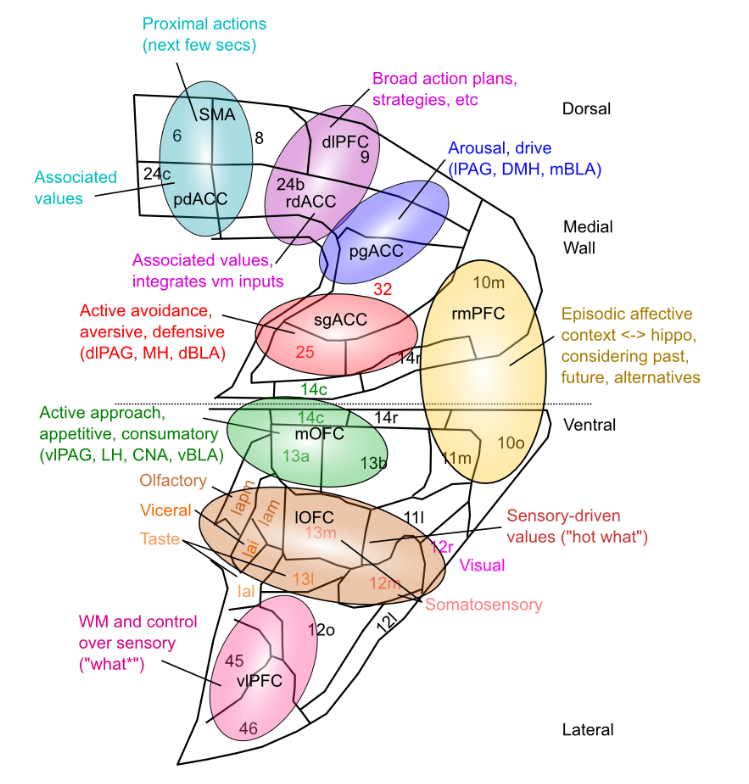 Proximal actions
(next few secs)
Broad action plans,
strategies, etc
Dorsal
SMA
6
8
dlPFC
9
Arousal, drive
(lPAG, DMH, mBLA)
Associated
values
24c
pdACC
24b
rdACC
Medial
Wall
pgACC
Associated values,
integrates vm inputs
32
10m
Active avoidance,
aversive, defensive
(dlPAG, MH, dBLA)
sgACC
25
rmPFC
Episodic affective
context <-> hippo,
considering past,
future, alternatives
14r
14c
Active approach,
appetitive, consumatory
(vlPAG, LH, CNA, vBLA)
14c
14r
Ventral
mOFC
13a
13b
11m
10o
Olfactory
Viceral
Taste
Iapm
Iam
Iai
Ial
lOFC
13m
11l
Sensory-driven
values ("hot what")
12r
Visual
13l
12m
Somatosensory
WM and control
over sensory
("what*")
12o
12l
45
vlPFC
46
Lateral